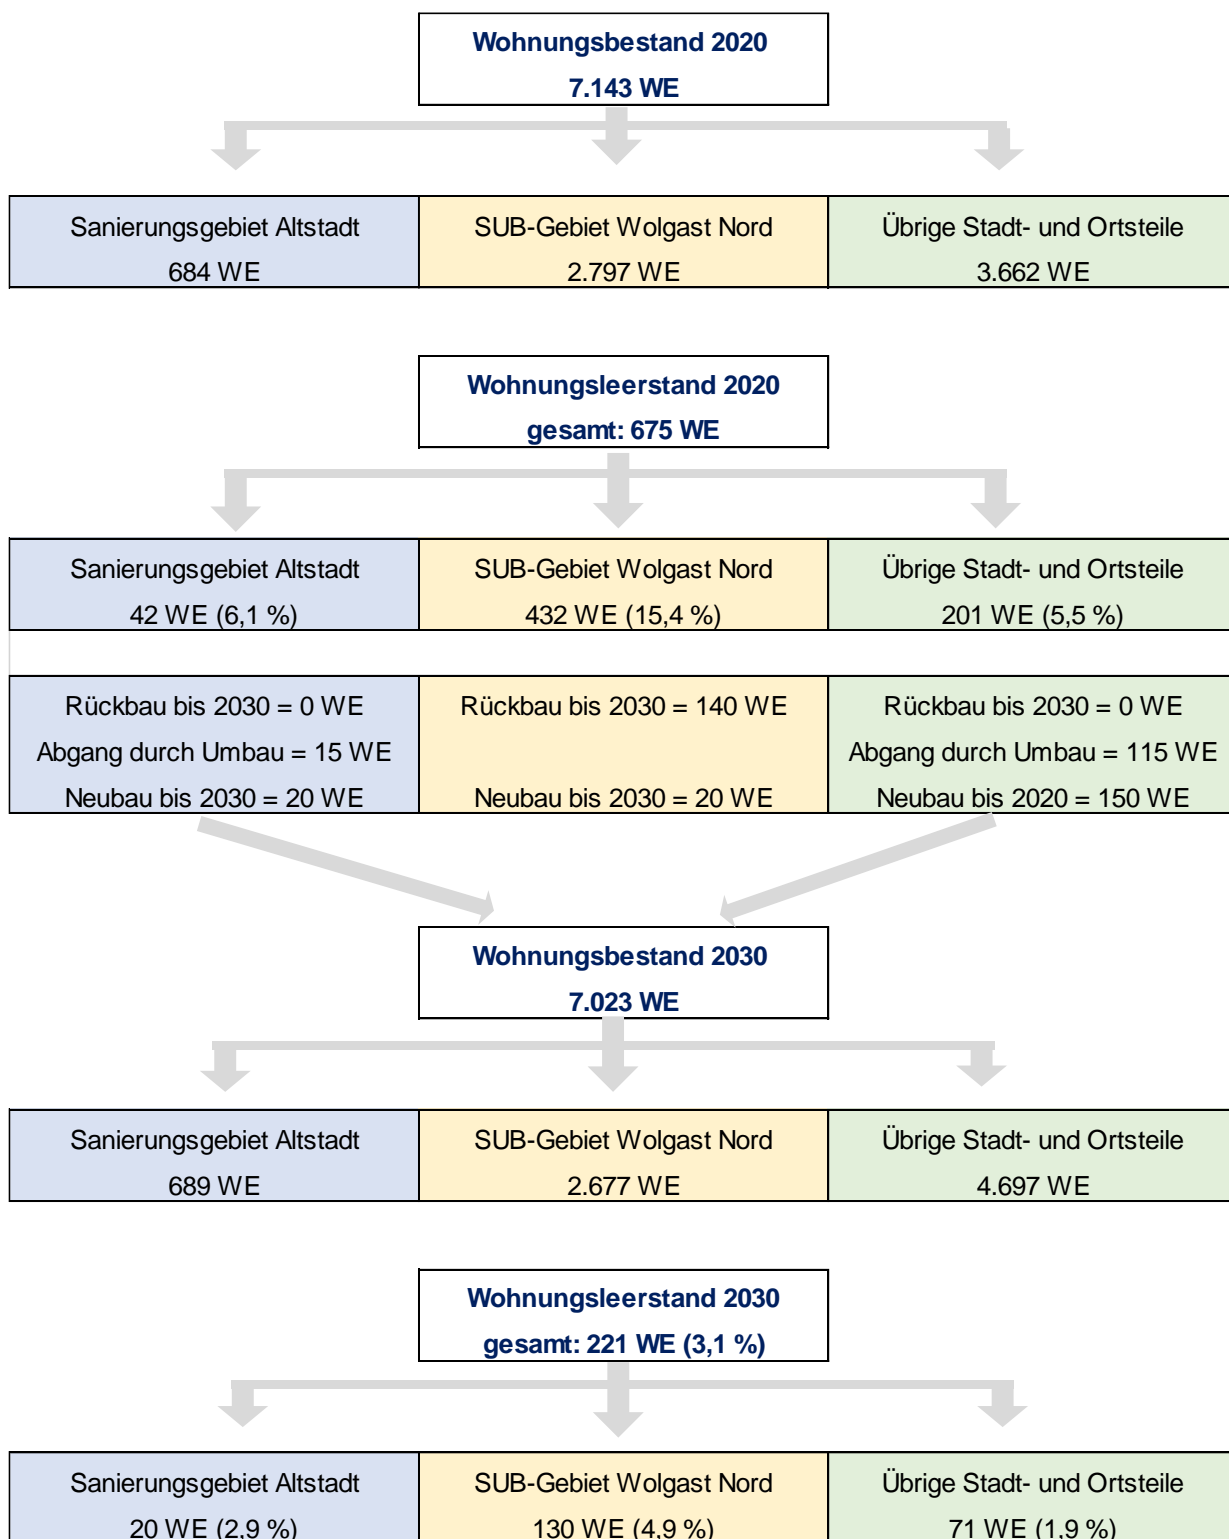 Wohnungsbestand 2020
7.143 WE
Sanierungsgebiet Altstadt
684 WE
SUB-Gebiet Wolgast Nord
2.797 WE
Übrige Stadt- und Ortsteile
3.662 WE
Wohnungsleerstand 2020
gesamt: 675 WE
Sanierungsgebiet Altstadt
42 WE (6,1 %)
SUB-Gebiet Wolgast Nord
432 WE (15,4 %)
Übrige Stadt- und Ortsteile
201 WE (5,5 %)
Rückbau bis 2030 = 0 WE
Abgang durch Umbau = 15 WE
Neubau bis 2030 = 20 WE
Rückbau bis 2030 = 140 WE
Neubau bis 2030 = 20 WE
Rückbau bis 2030 = 0 WE
Abgang durch Umbau = 115 WE
Neubau bis 2020 = 150 WE
Wohnungsbestand 2030
7.023 WE
Sanierungsgebiet Altstadt
689 WE
SUB-Gebiet Wolgast Nord
2.677 WE
Übrige Stadt- und Ortsteile
4.697 WE
Wohnungsleerstand 2030
gesamt: 221 WE (3,1 %)
Sanierungsgebiet Altstadt
20 WE (2,9 %)
SUB-Gebiet Wolgast Nord
130 WE (4,9 %)
Übrige Stadt- und Ortsteile
71 WE (1,9 %)